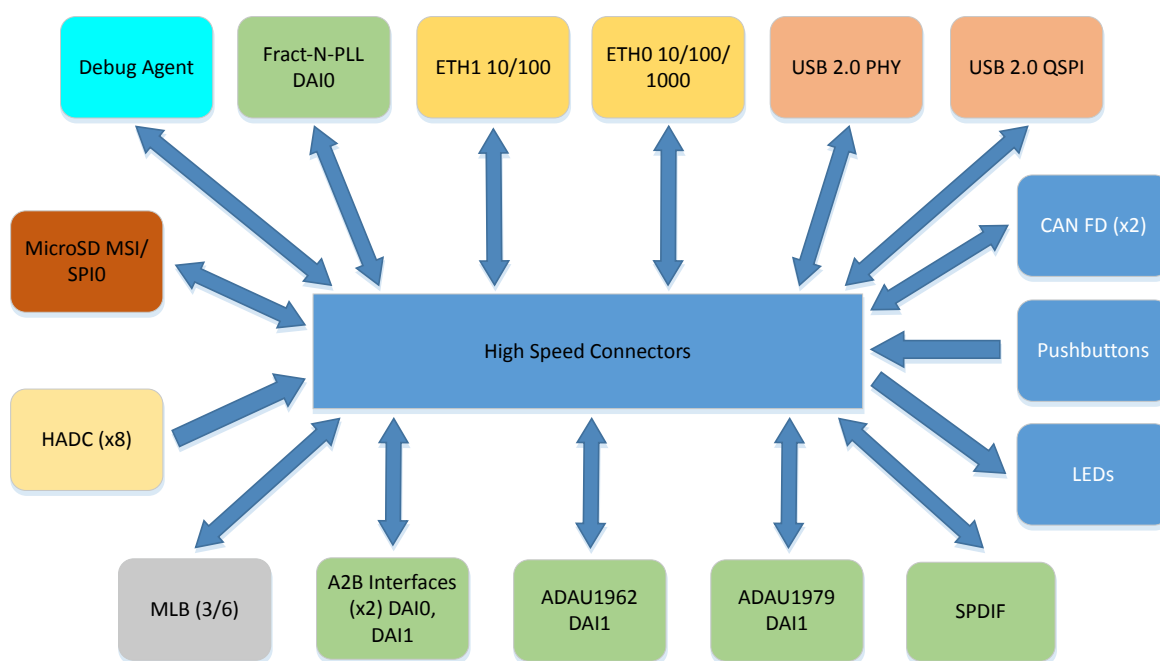 Debug Agent
Fract-N-PLL
DAI0
ETH1 10/100
ETH0 10/100/
1000
USB 2.0 PHY
USB 2.0 QSPI
MicroSD MSI/
SPI0
CAN FD (x2)
High Speed Connectors
Pushbuttons
HADC (x8)
LEDs
MLB (3/6)
A2B Interfaces
(x2) DAI0,
DAI1
ADAU1962
DAI1
ADAU1979
DAI1
SPDIF